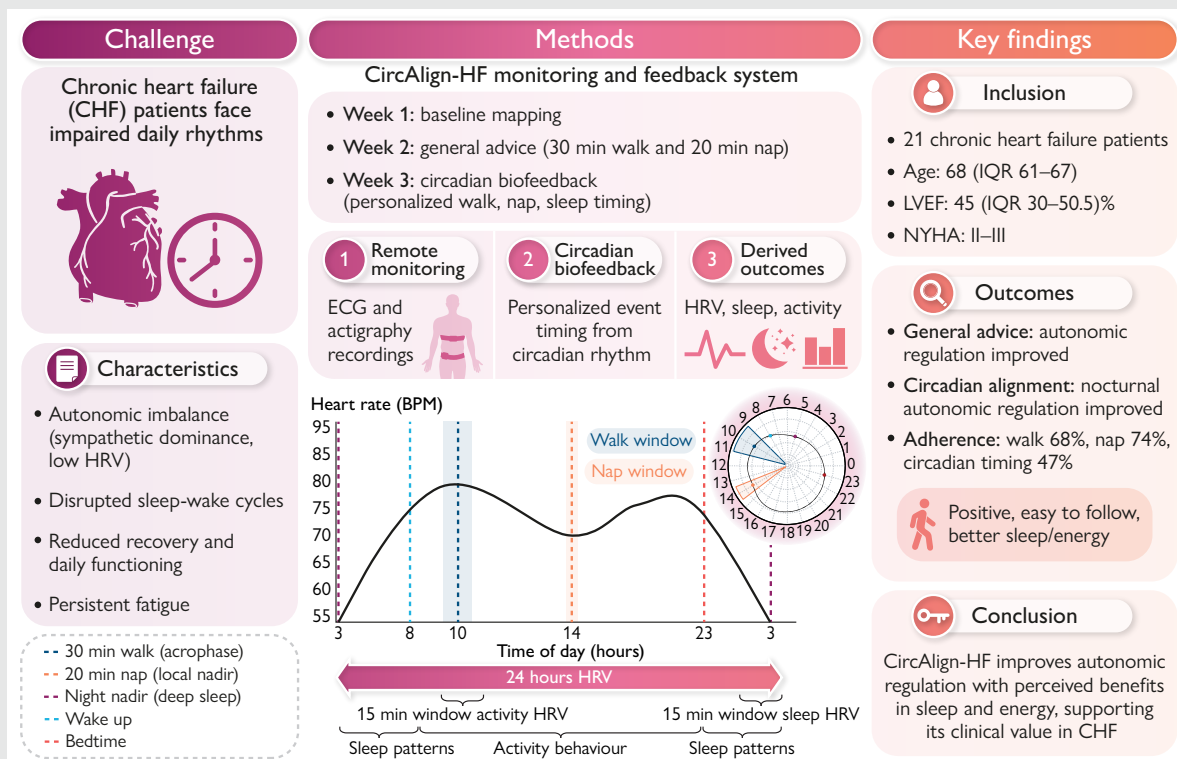 Challenge
Chronic heart failure
(CHF) patients face
impaired daily rhythms
Characteristics
• Autonomic imbalance
(sympathetic dominance,
low HRV)
• Disrupted sleep-wake cycles
• Reduced recovery and
daily functioning
• Persistent fatigue
30 min walk (acrophase)
20 min nap (local nadir)
Night nadir (deep sleep)
Wake up
Bedtime
Methods
CircAlign-HF monitoring and feedback system
• Week 1: baseline mapping
• Week 2: general advice (30 min walk and 20 min nap)
• Week 3: circadian biofeedback
(personalized walk, nap, sleep timing)
1 Remote
monitoring
ECG and
actigraphy
recordings
2 Circadian
biofeedback
Personalized event
timing from
circadian rhythm
3 Derived
outcomes
HRV, sleep, activity
Heart rate (BPM)
95
85
80
75
70
65
60
55
Walk window
Nap window
0
1
2
3
4
5
6
7
8
9
10
11
12
13
14
15
16
17
18
19
20
21
22
23
3 8 10 14 23 3
Time of day (hours)
24 hours HRV
15 min window activity HRV
15 min window sleep HRV
Sleep patterns
Activity behaviour
Sleep patterns
Key findings
Inclusion
• 21 chronic heart failure patients
• Age: 68 (IQR 61–67)
• LVEF: 45 (IQR 30–50.5)%
• NYHA: II–III
Outcomes
• General advice: autonomic
regulation improved
• Circadian alignment: nocturnal
autonomic regulation improved
• Adherence: walk 68%, nap 74%,
circadian timing 47%
Positive, easy to follow,
better sleep/energy
Conclusion
CircAlign-HF improves autonomic
regulation with perceived benefits
in sleep and energy, supporting
its clinical value in CHF